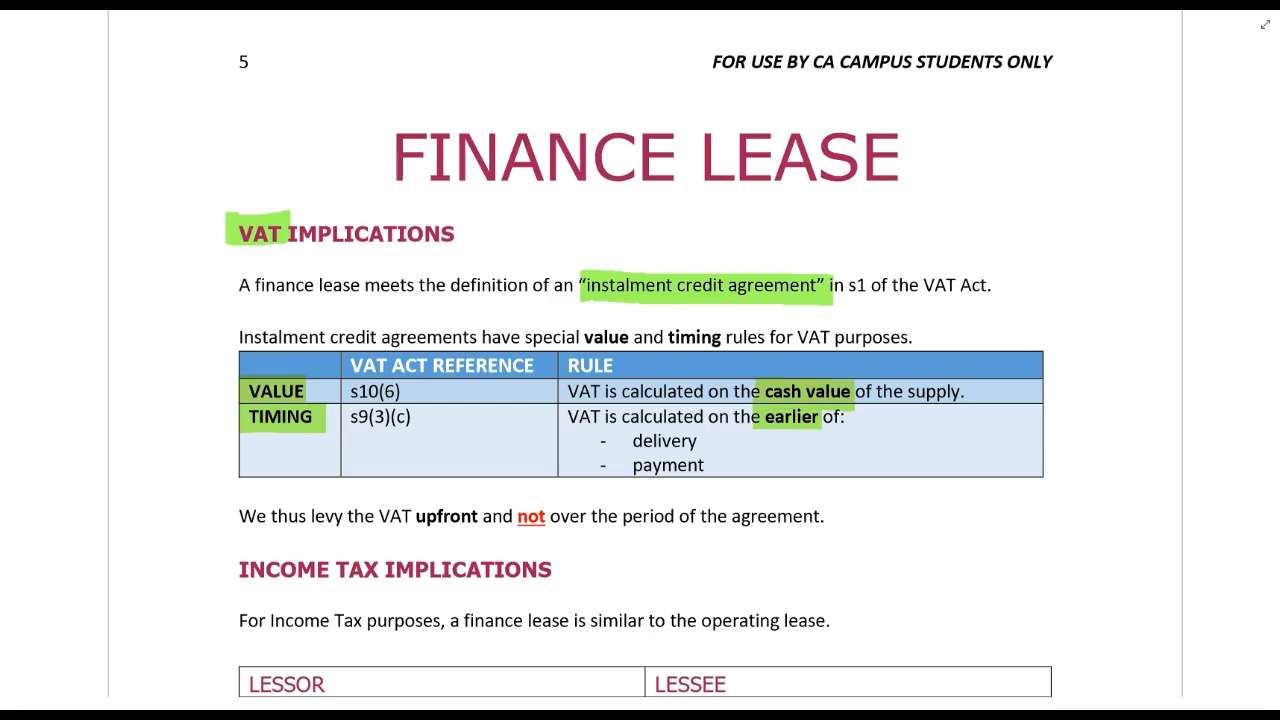 5
FOR USE BY CA CAMPUS STUDENTS ONLY
FINANCE LEASE
VAT IMPLICATIONS
A finance lease meets the definition of an “instalment credit agreement” in s1 of the VAT Act.
Instalment credit agreements have special value and timing rules for VAT purposes.
VAT ACT REFERENCE RULE
VALUE s10(6) VAT is calculated on the cash value of the supply.
TIMING s9(3)(c) VAT is calculated on the earlier of:
- delivery
- payment
We thus levy the VAT upfront and not over the period of the agreement.
INCOME TAX IMPLICATIONS
For Income Tax purposes, a finance lease is similar to the operating lease.
LESSOR LESSEE